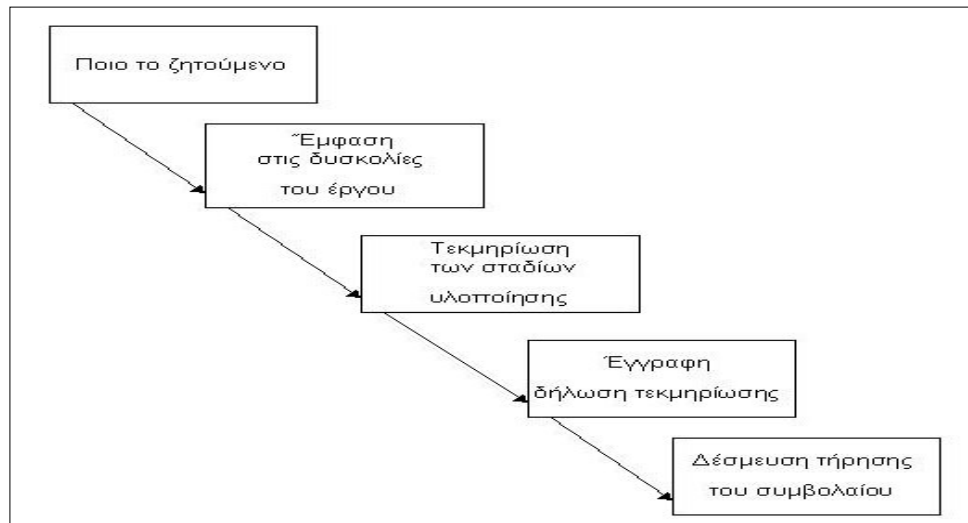 Ποιο το ζητούμενο
Έμφαση
στις δυσκολίες
του έργου
Τεκμηρίωση
των σταδίων
υλοποίησης
Έγγραφη
δήλωση τεκμηρίωσης
Δέσμευση τήρησης
του συμβολαίου